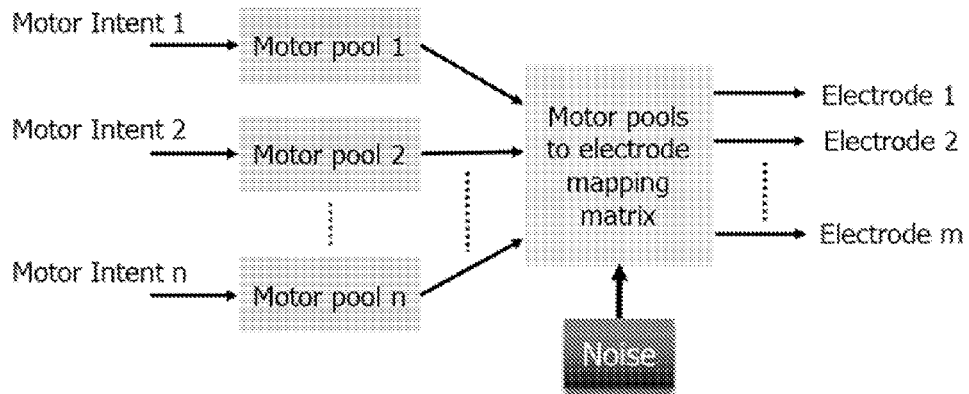 Motor Intent 1
Motor pool 1
Motor Intent 2
Motor pool 2
Motor Intent n
Motor pool n
Motor pools
to electrode
mapping
matrix
Noise
Electrode 1
Electrode 2
Electrode m